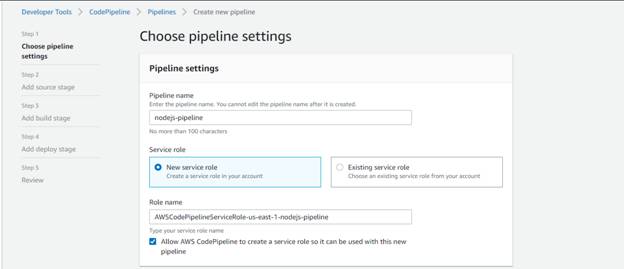 Developer Tools > CodePipeline > Pipelines > Create new pipeline
Step 1
Choose pipeline
settings
Step 2
Add source stage
Step 3
Add build stage
Step 4
Add deploy stage
Step 5
Review
Choose pipeline settings
Pipeline settings
Pipeline name
Enter the pipeline name. You cannot edit the pipeline name after it is created.
nodejs-pipeline
No more than 100 characters
Service role
New service role
Create a service role in your account
Existing service role
Choose an existing service role from your account
Role name
AWSCodePipelineServiceRole-us-east-1-nodejs-pipeline
Type your service role name
Allow AWS CodePipeline to create a service role so it can be used with this new
pipeline